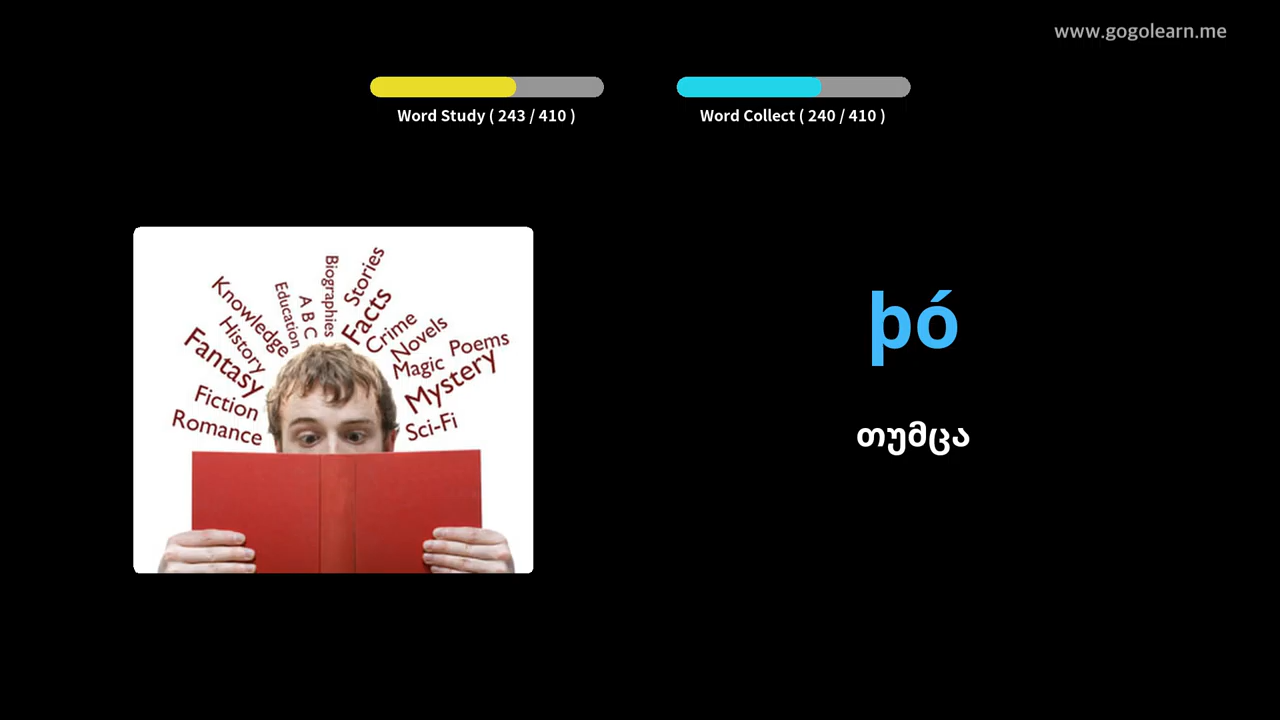 www.gogolearn.me
Word Study ( 243 / 410 )
Word Collect ( 240 / 410 )
Biographies
Stories
Education
A B C
Facts
Knowledge
Crime
History
Novels
Fantasy
Magic
Poems
Fiction
Mystery
Romance
Sci-Fi
þó
თუმცა